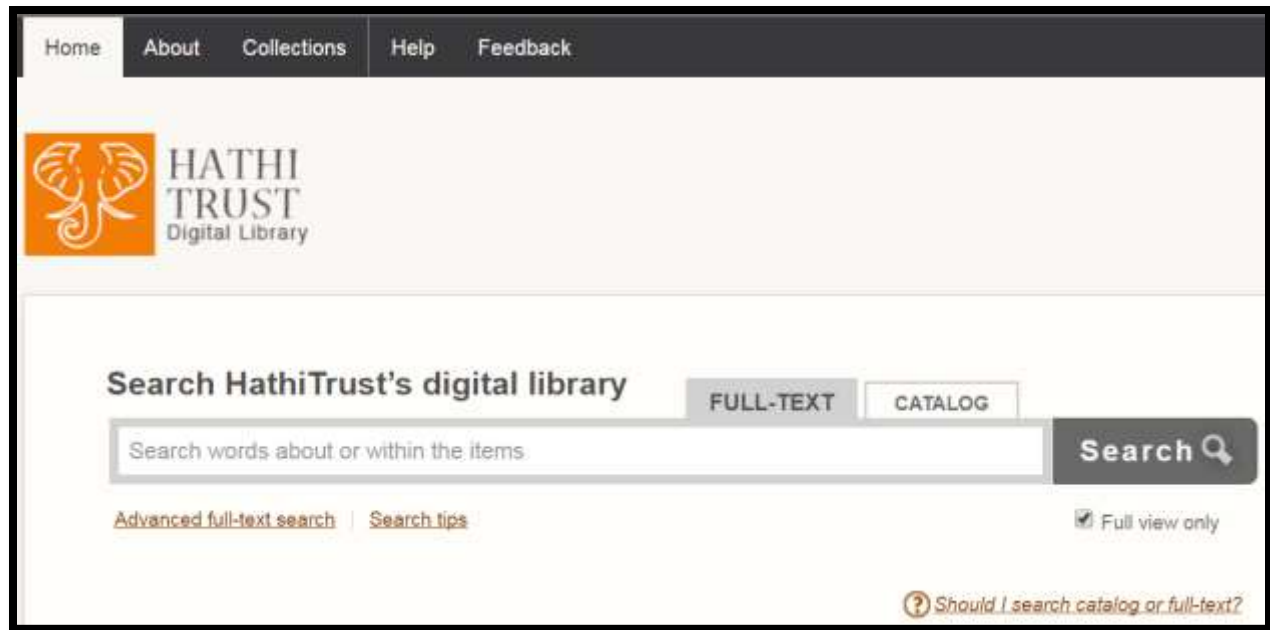 Home About Collections Help Feedback
HATHI
TRUST
Digital Library
Search HathiTrust's digital library
FULL-TEXT CATALOG
Search words about or within the items
Search
Advanced full-text search | Search tips
Full view only
Should I search catalog or full-text?